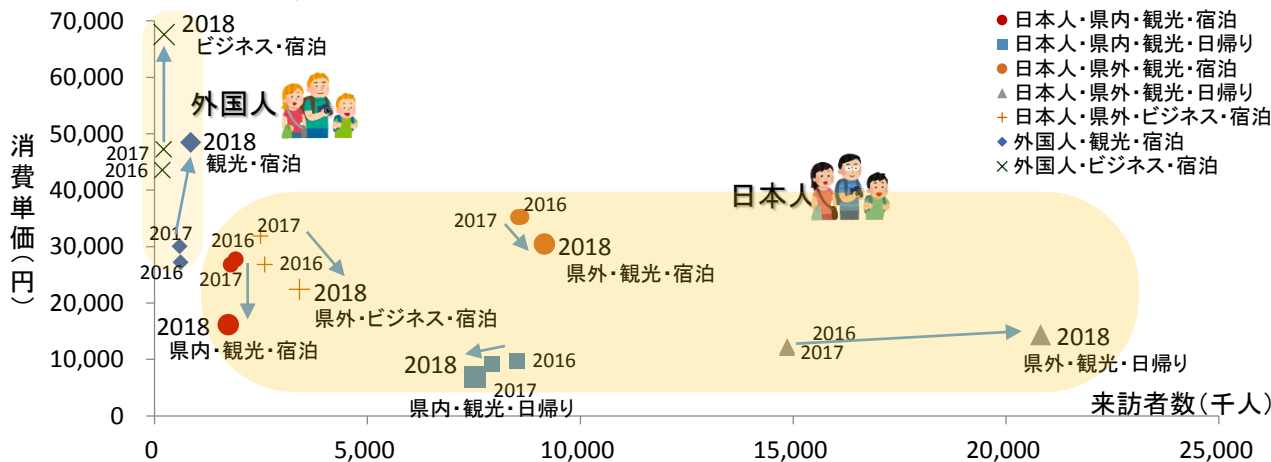 消費単価(円)
70,000
60,000
50,000
40,000
30,000
20,000
10,000
0
0
5,000
10,000
15,000
20,000
25,000
来訪者数(千人)
2018
ビジネス・宿泊
外国人
2017
2016
2018
観光・宿泊
2017
2016
2016
2017
2018
県内・観光・宿泊
2017
2016
2018
県外・ビジネス・宿泊
2016
2017
2018
県外・観光・宿泊
日本人
2018
2016
2017
県内・観光・日帰り
2016
2017
2018
県外・観光・日帰り
日本人・県内・観光・宿泊
日本人・県内・観光・日帰り
日本人・県外・観光・宿泊
日本人・県外・観光・日帰り
日本人・県外・ビジネス・宿泊
外国人・観光・宿泊
外国人・ビジネス・宿泊